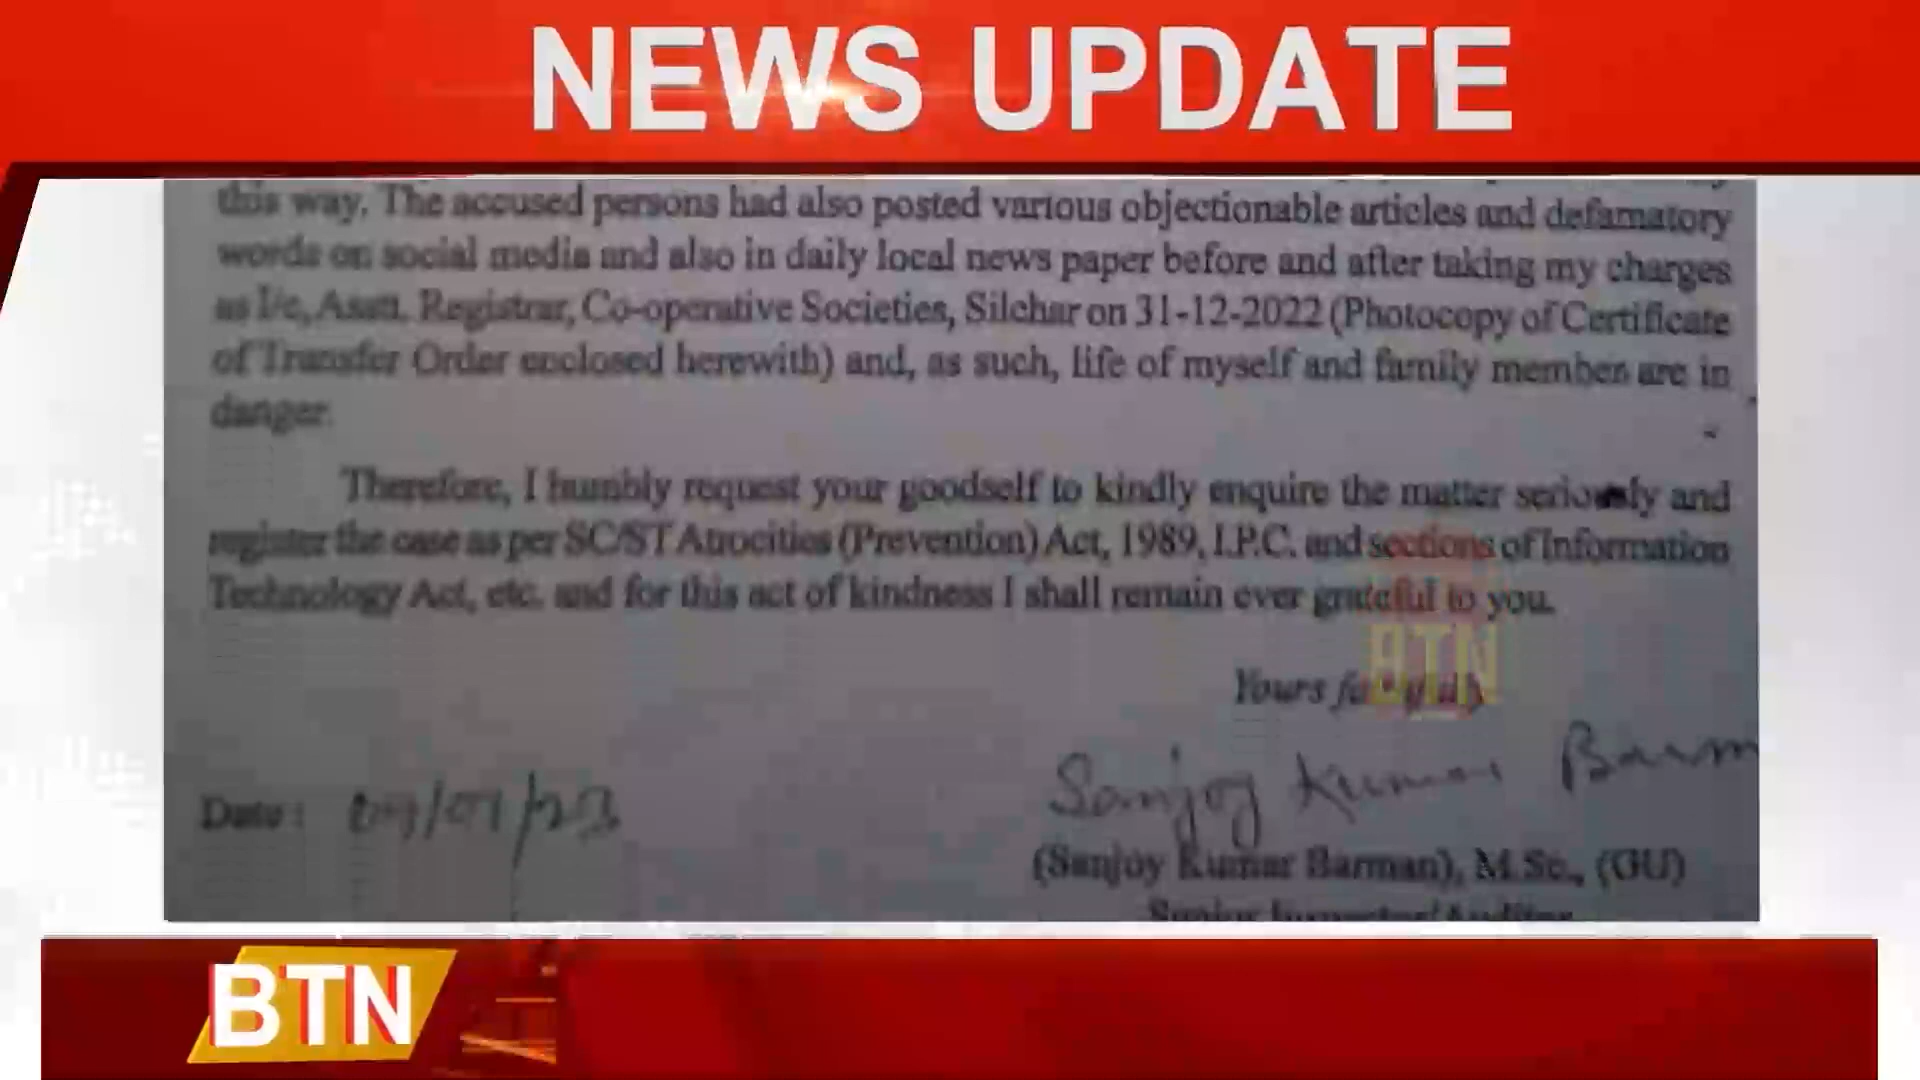 NEWS UPDATE
this way. The accused persons had also posted various objectionable articles and defamatory
words on social media and also in daily local news paper before and after taking my charges
as I/c, Asstt. Registrar, Co-operative Societies, Silchar on 31-12-2022 (Photocopy of Certificate
of Transfer Order enclosed herewith) and, as such, life of myself and family members are in
danger.
Therefore, I humbly request your goodself to kindly enquire the matter seriously and
register the case as per SC/ST Atrocities (Prevention) Act, 1989, I.P.C. and sections of Information
Technology Act, etc. and for this act of kindness I shall remain ever grateful to you.
BTN
Yours faithfully
Sanjoy Kumar Barm
Date :
(Sanjoy Kumar Barman), M.Sc., (GU)
Senior Inspector/Auditor
BTN